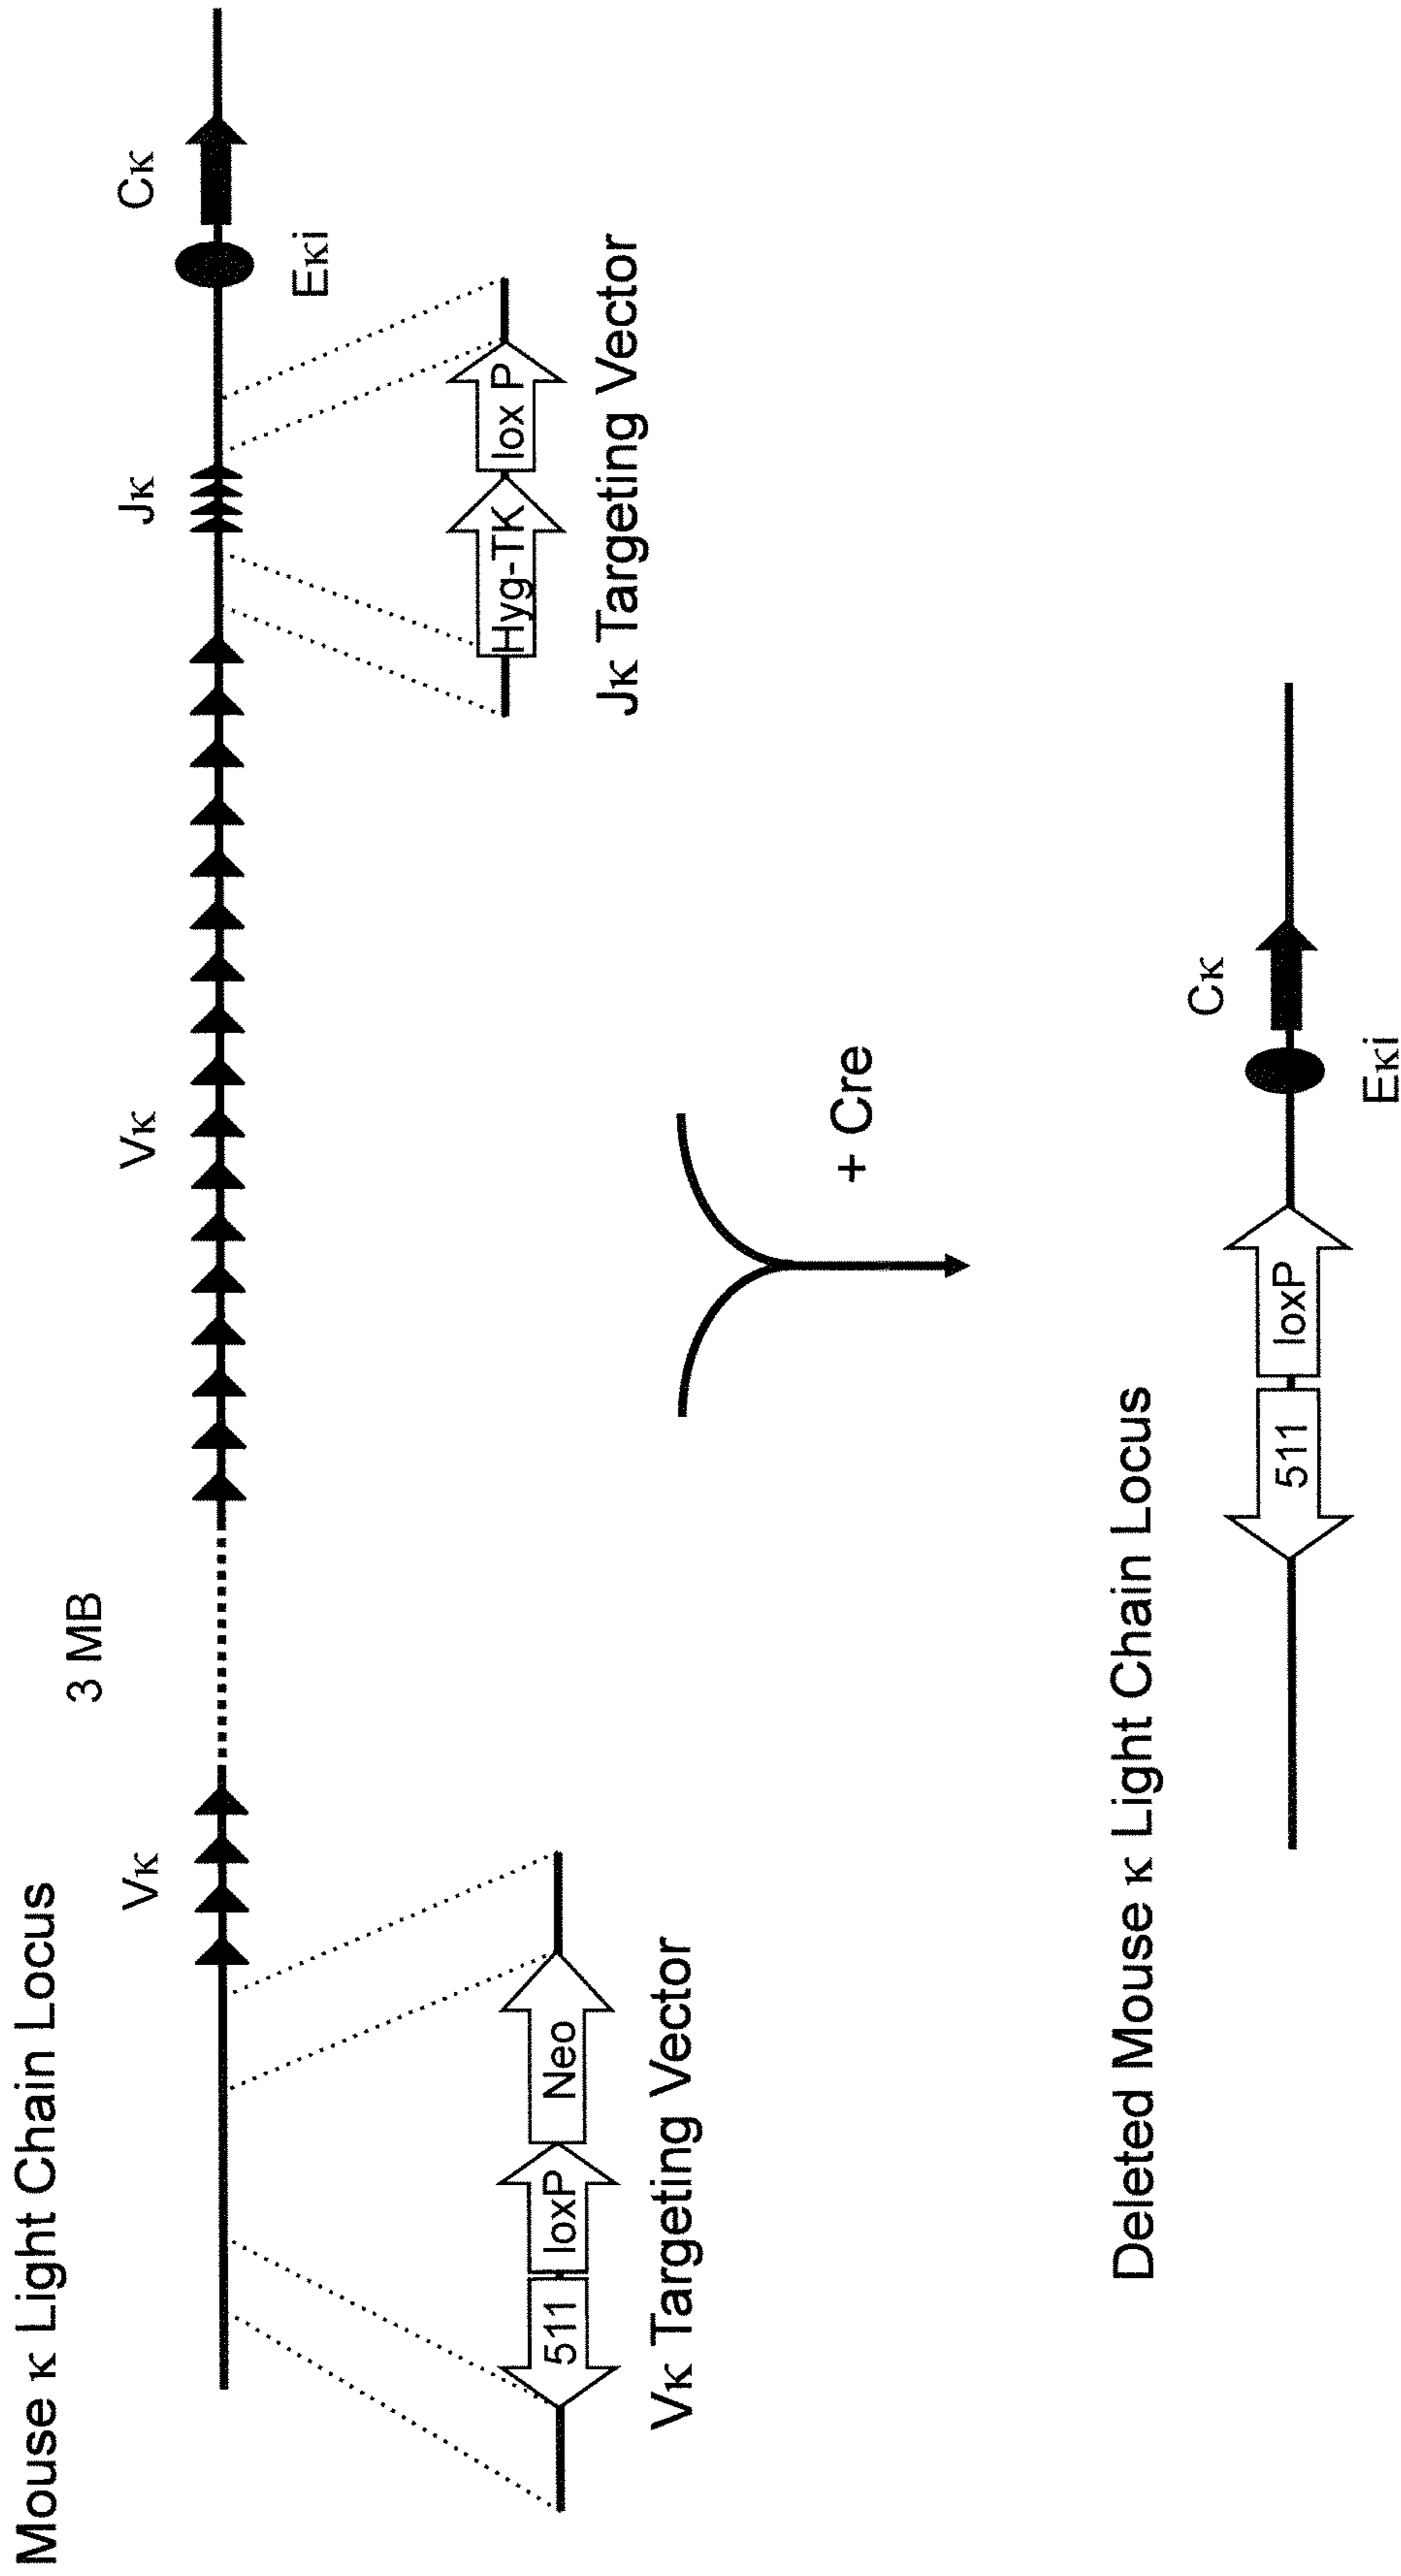 Mouse κ Light Chain Locus
3 MB
Vκ
Vκ
Jκ
Cκ
Eκi
511
loxP
Neo
Vκ Targeting Vector
Hyg-TK
lox P
Jκ Targeting Vector
+ Cre
Deleted Mouse κ Light Chain Locus
511
loxP
Cκ
Eκi